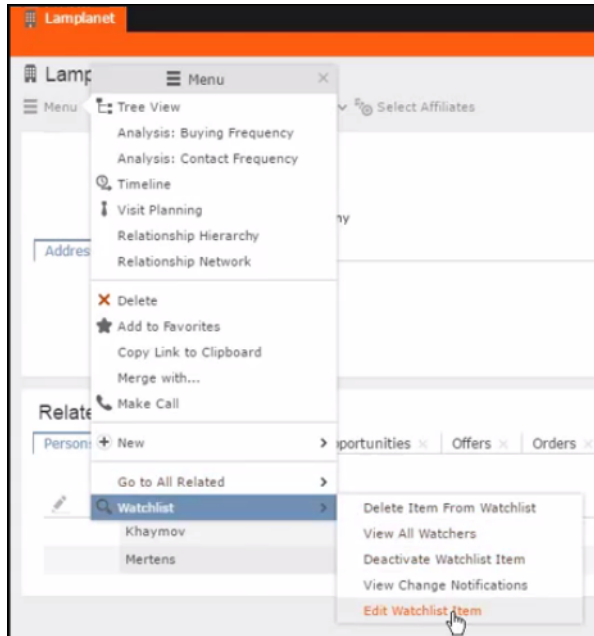 Lamplanet
Lamp
Menu
Menu
Select Affiliates
Tree View
Analysis: Buying Frequency
Analysis: Contact Frequency
Timeline
Visit Planning
ny
Relationship Hierarchy
Addres
Relationship Network
Delete
Add to Favorites
Copy Link to Clipboard
Merge with...
Make Call
Relate
Person
New
pportunities
Offers
Orders
Go to All Related
Watchlist
Delete Item From Watchlist
Khaymov
View All Watchers
Mertens
Deactivate Watchlist Item
View Change Notifications
Edit Watchlist Item